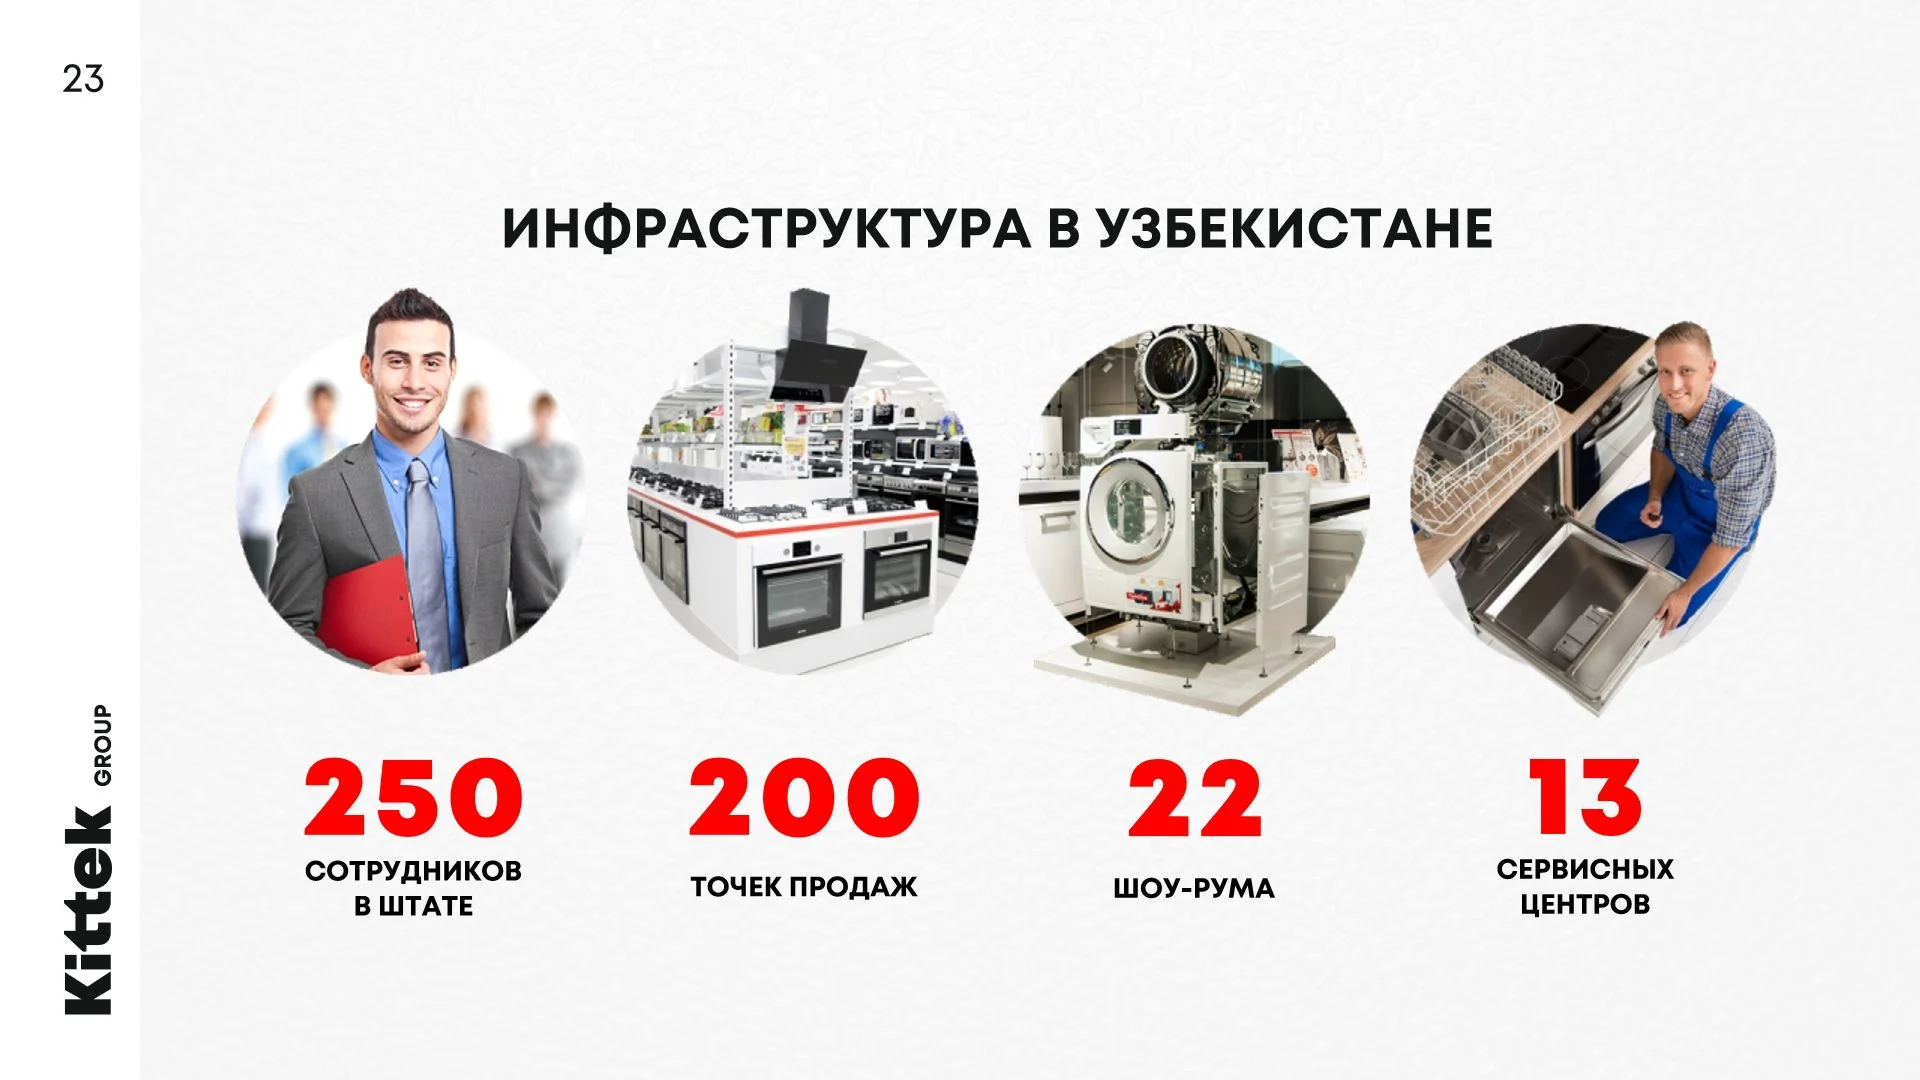 23
ИНФРАСТРУКТУРА В УЗБЕКИСТАНЕ
250
СОТРУДНИКОВ
В ШТАТЕ
200
ТОЧЕК ПРОДАЖ
22
ШОУ-РУМА
13
СЕРВИСНЫХ
ЦЕНТРОВ
Kittek GROUP